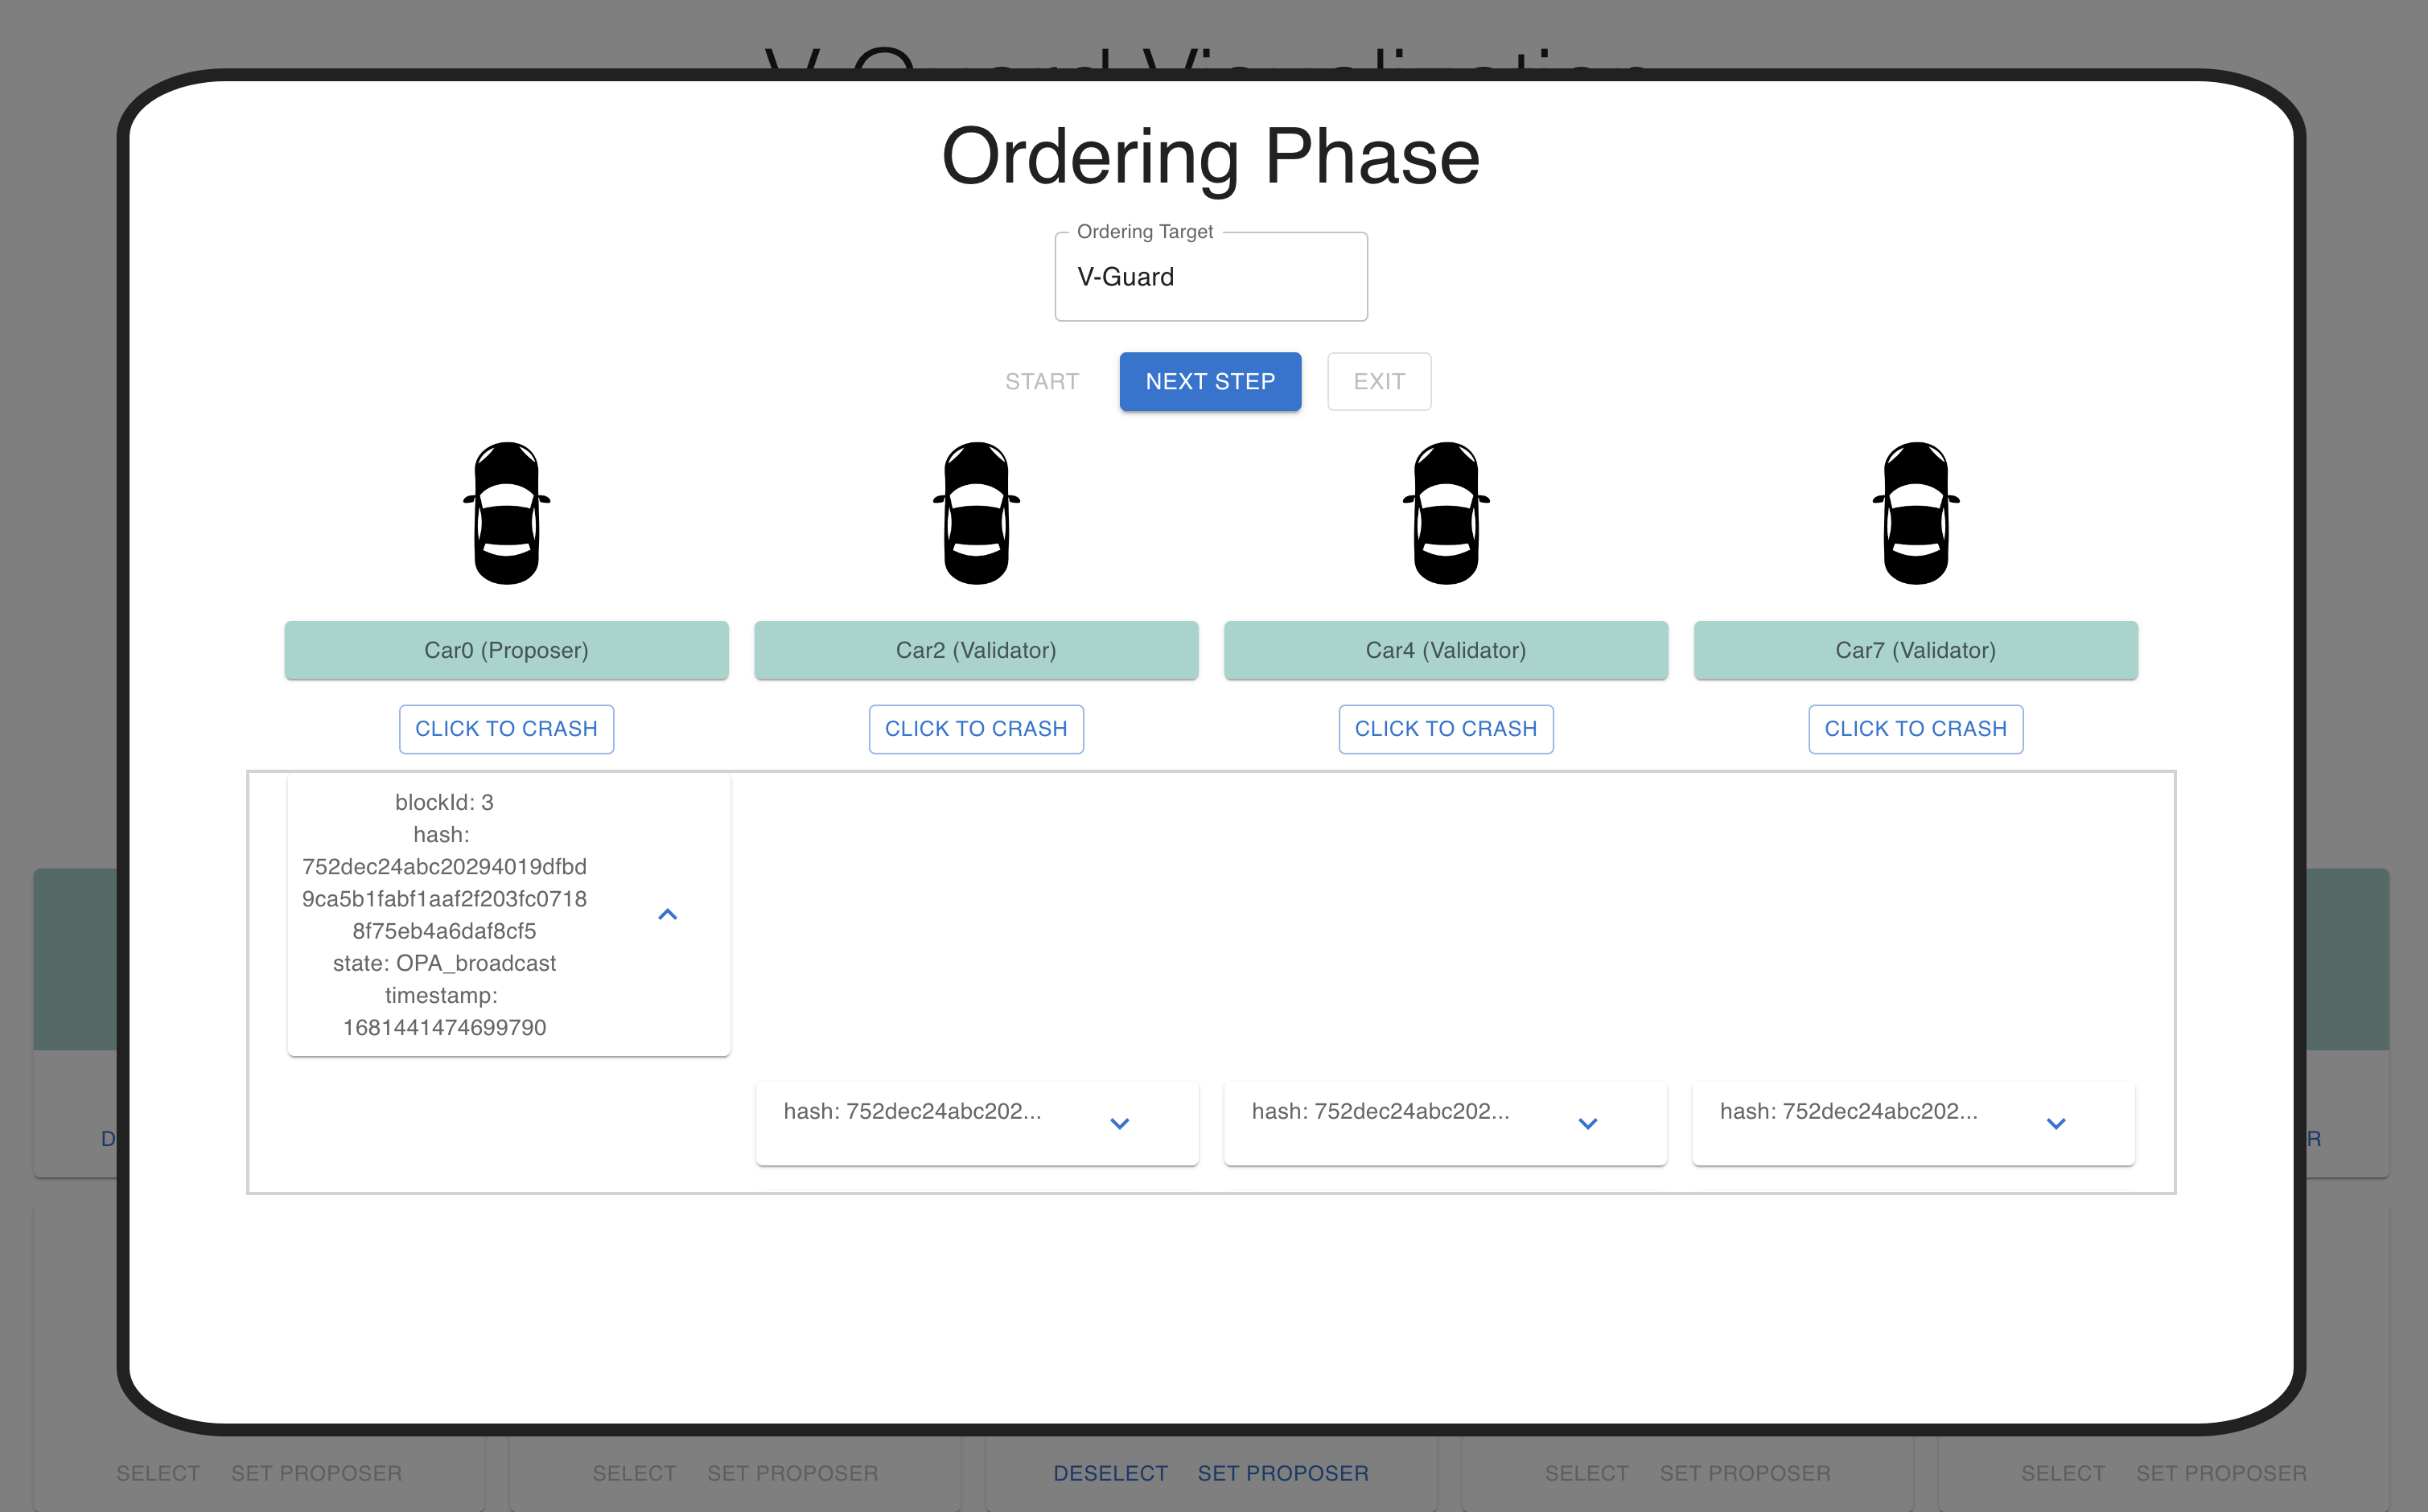 Ordering Phase
Ordering Target
V-Guard
START
NEXT STEP
EXIT
Car0 (Proposer)
Car2 (Validator)
Car4 (Validator)
Car7 (Validator)
CLICK TO CRASH
CLICK TO CRASH
CLICK TO CRASH
CLICK TO CRASH
blockId: 3
hash:
752dec24abc20294019dfbd
9ca5b1fabf1aaf2f203fc0718
8f75eb4a6daf8cf5
state: OPA_broadcast
timestamp:
1681441474699790
hash: 752dec24abc202...
hash: 752dec24abc202...
hash: 752dec24abc202...
SELECT SET PROPOSER
SELECT SET PROPOSER
DESELECT SET PROPOSER
SELECT SET PROPOSER
SELECT SET PROPOSER